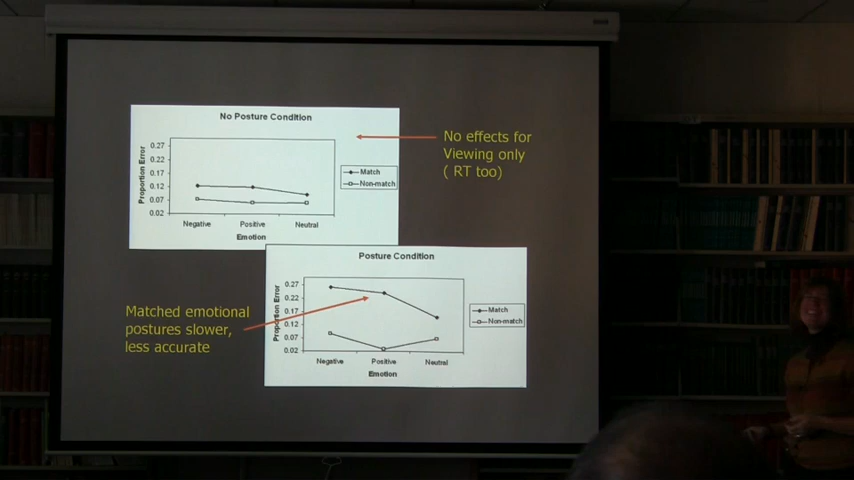 No Posture Condition
0.27
0.22
0.17
0.12
0.07
0.02
Proportion Error
Negative Positive Neutral
Emotion
Match
Non-match
No effects for
Viewing only
( RT too)
Posture Condition
0.27
0.22
0.17
0.12
0.07
0.02
Proportion Error
Negative Positive Neutral
Emotion
Match
Non-match
Matched emotional
postures slower,
less accurate